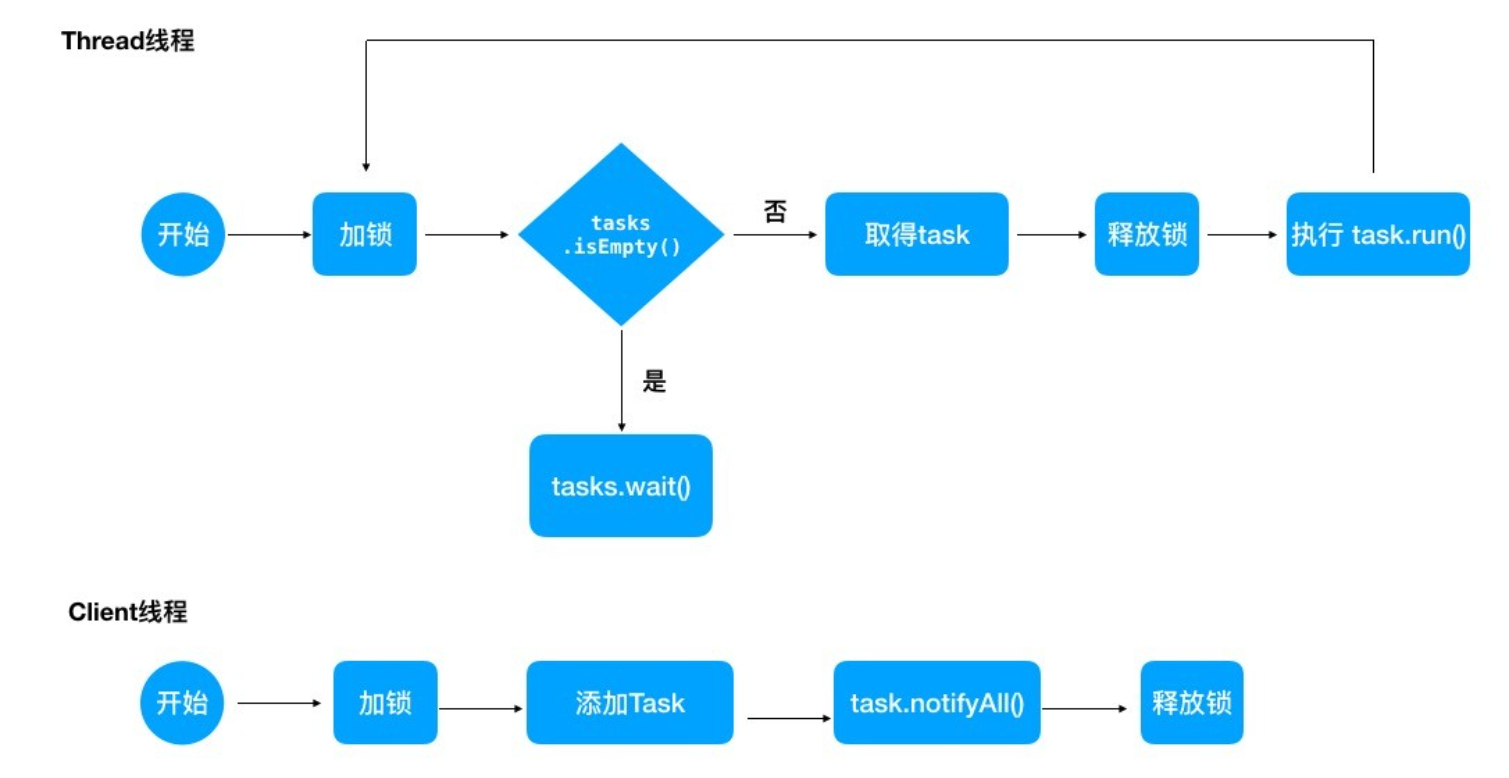 Thread线程
开始
加锁
tasks
.isEmpty()
否
取得task
释放锁
执行 task.run()
是
tasks.wait()
Client线程
开始
加锁
添加Task
task.notifyAll()
释放锁